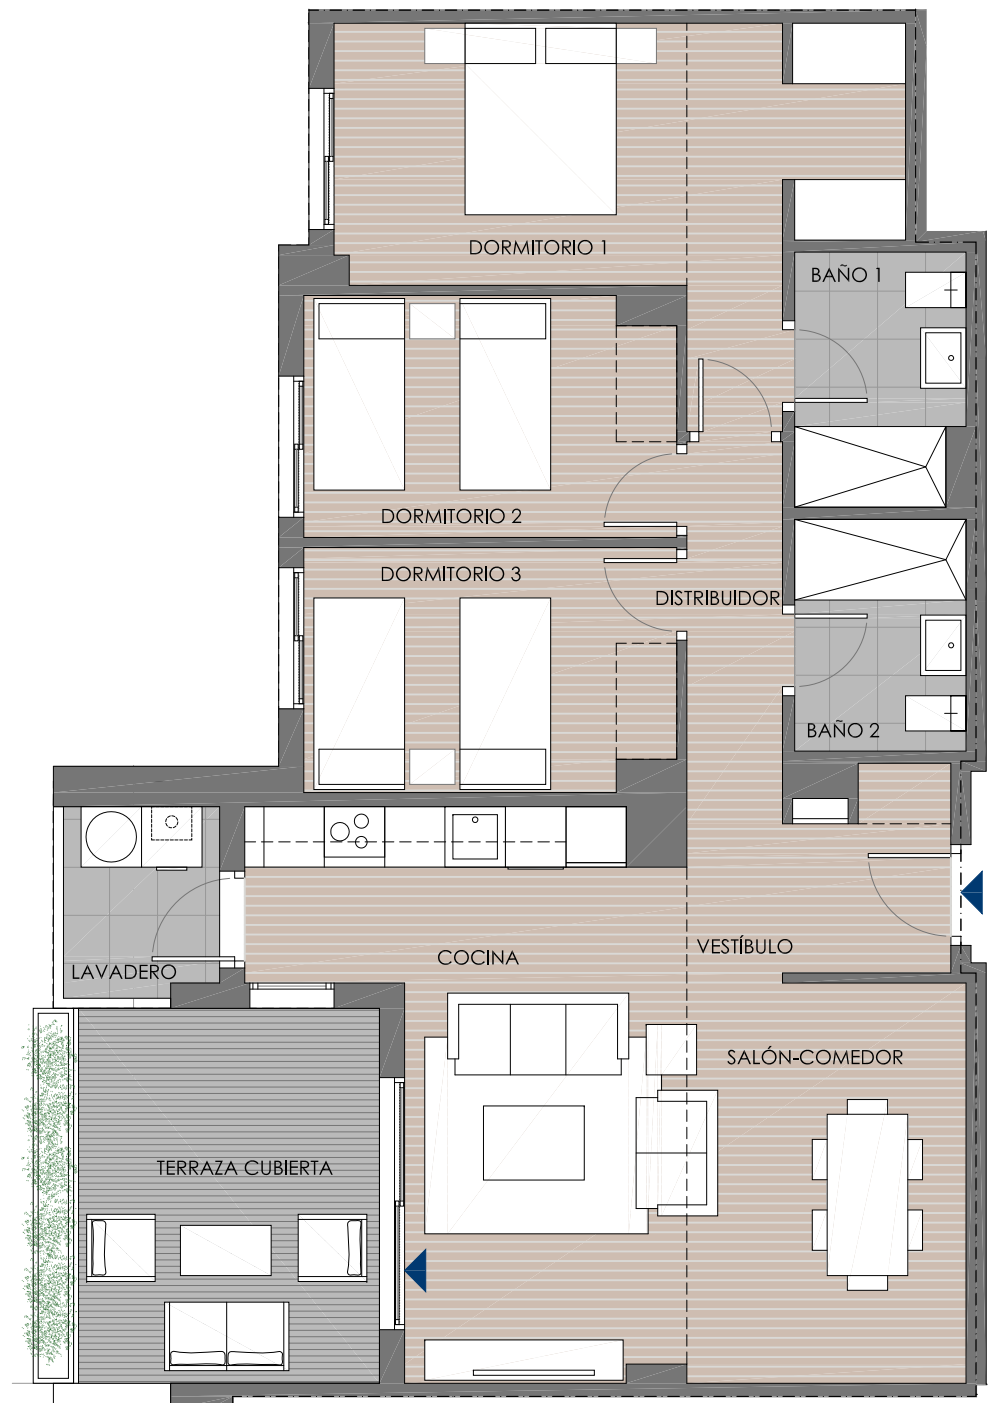 DORMITORIO 1
BAÑO 1
DORMITORIO 2
DORMITORIO 3
DISTRIBUIDOR
BAÑO 2
VESTÍBULO
COCINA
LAVADERO
SALÓN-COMEDOR
TERRAZA CUBIERTA